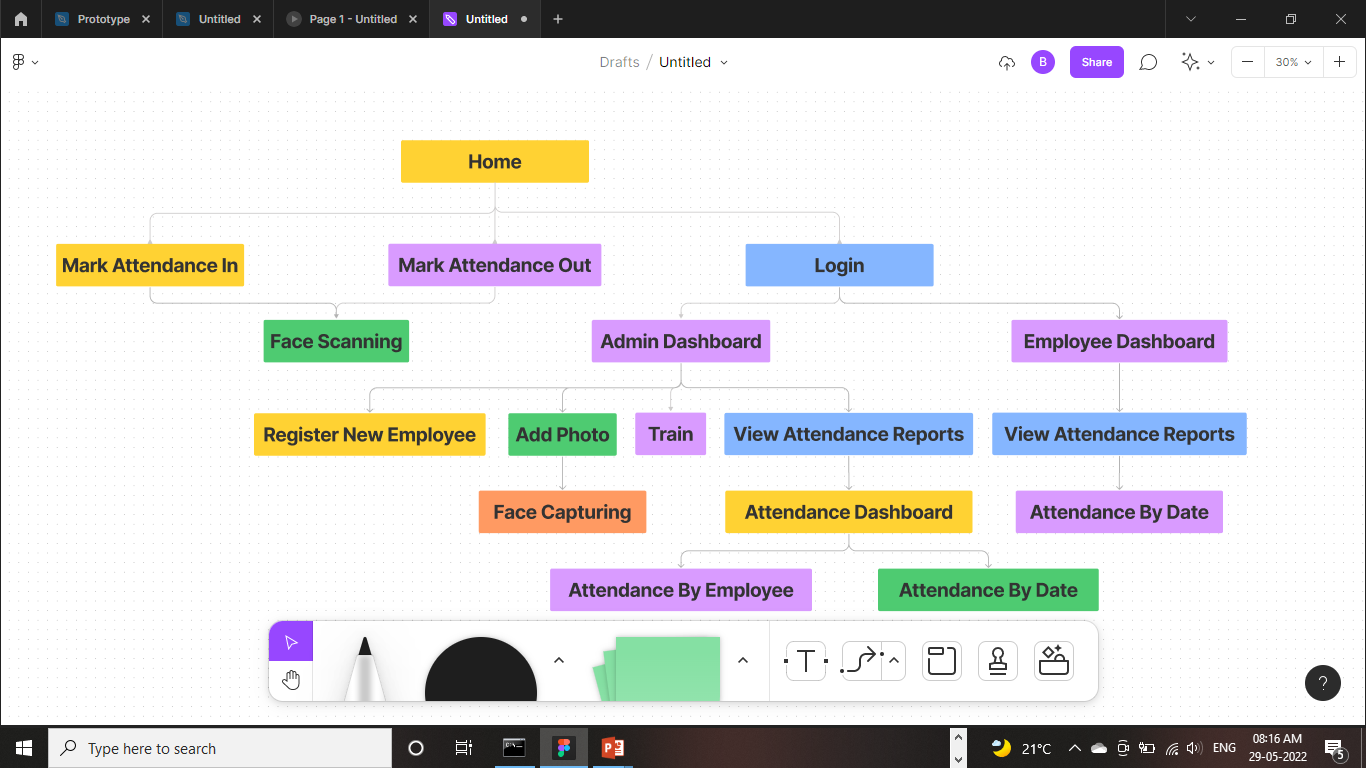 Prototype
Untitled
Page 1 - Untitled
Untitled
Drafts / Untitled
B
Share
30%
Home
Mark Attendance In
Mark Attendance Out
Login
Face Scanning
Admin Dashboard
Employee Dashboard
Register New Employee
Add Photo
Train
View Attendance Reports
View Attendance Reports
Face Capturing
Attendance Dashboard
Attendance By Date
Attendance By Employee
Attendance By Date
T
?
Type here to search
21°C
ENG
08:16 AM
29-05-2022
5